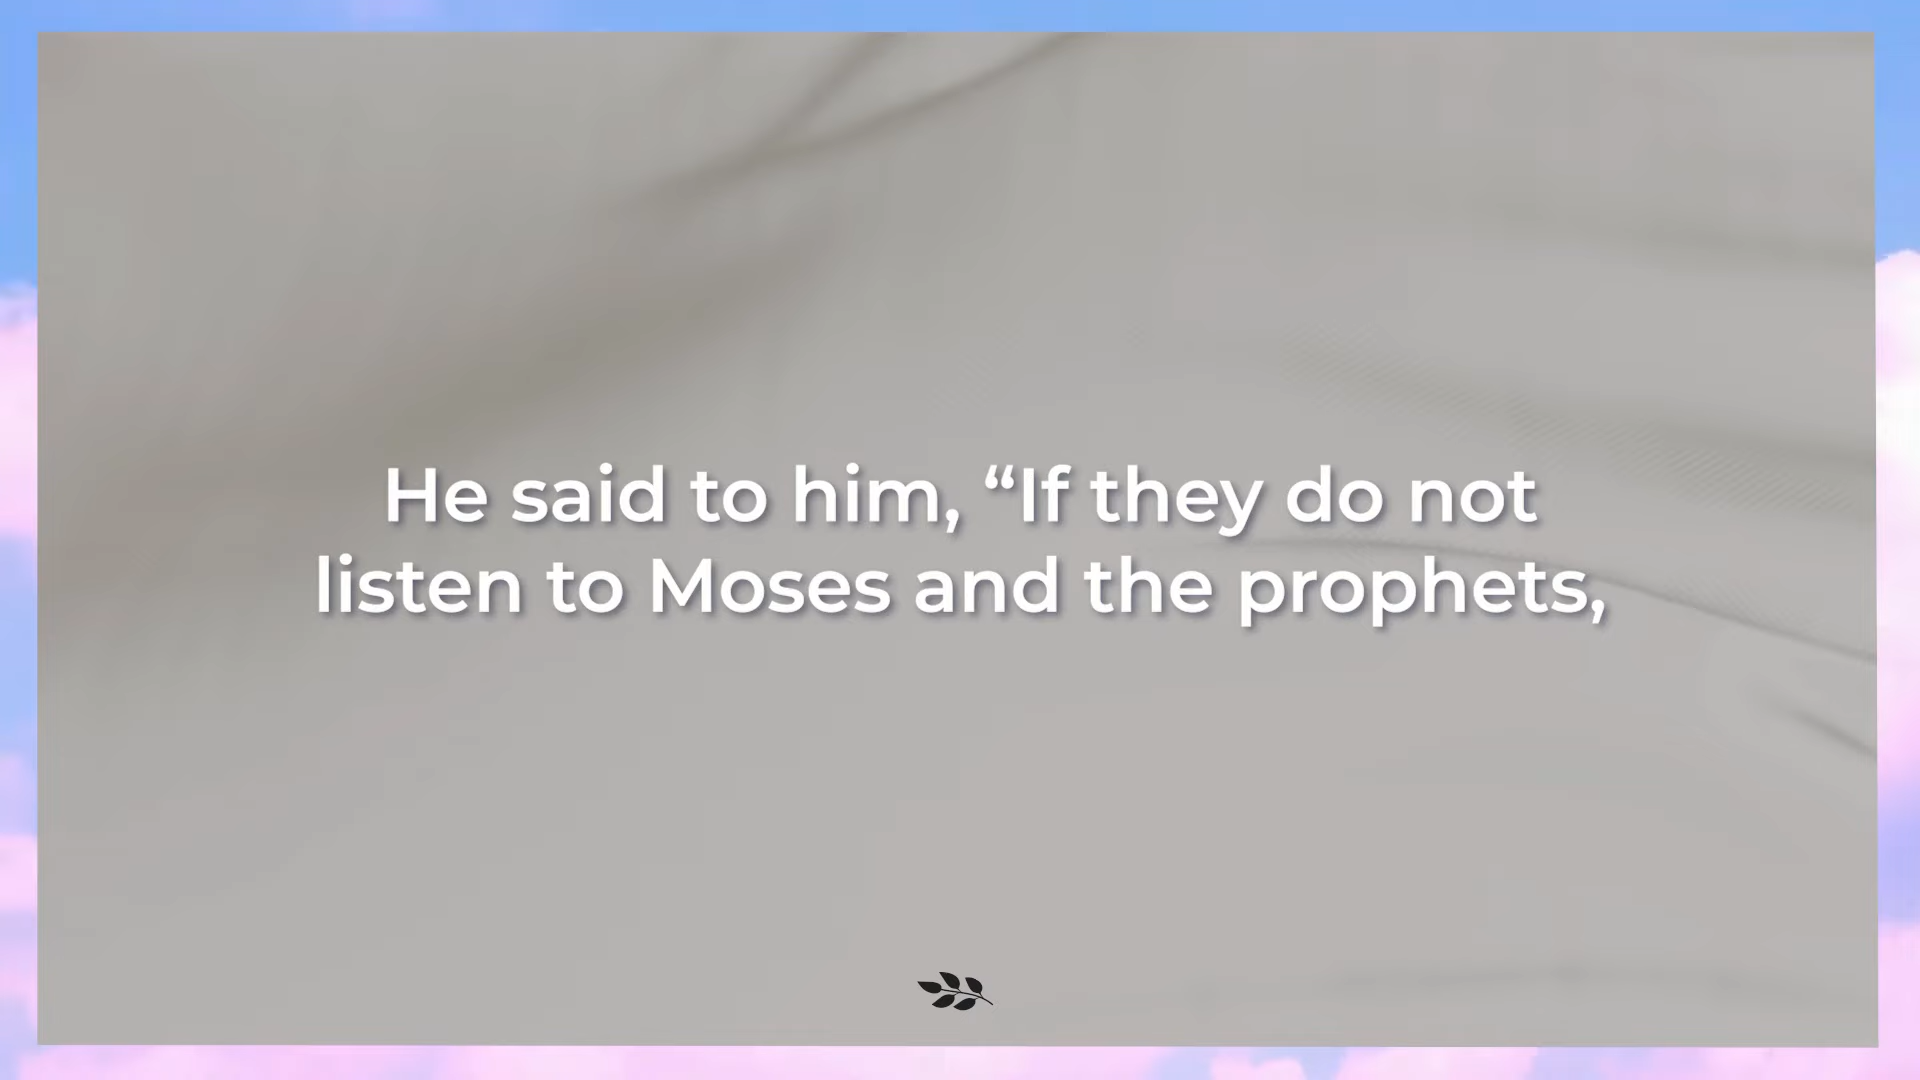 He said to him, “If they do not
listen to Moses and the prophets,